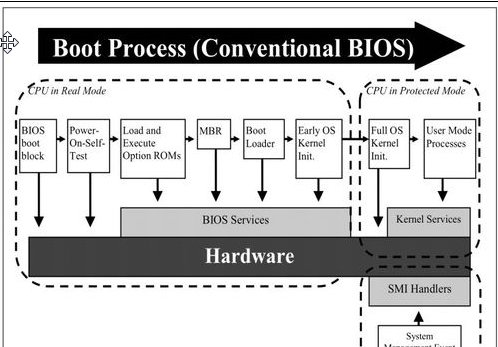 Boot Process (Conventional BIOS)
CPU in Real Mode
CPU in Protected Mode
BIOS
boot
block
Power-
On-Self-
Test
Load and
Execute
Option ROMs
MBR
Boot
Loader
Early OS
Kernel
Init.
Full OS
Kernel
Init.
User Mode
Processes
BIOS Services
Kernel Services
Hardware
SMI Handlers
System
Management Event